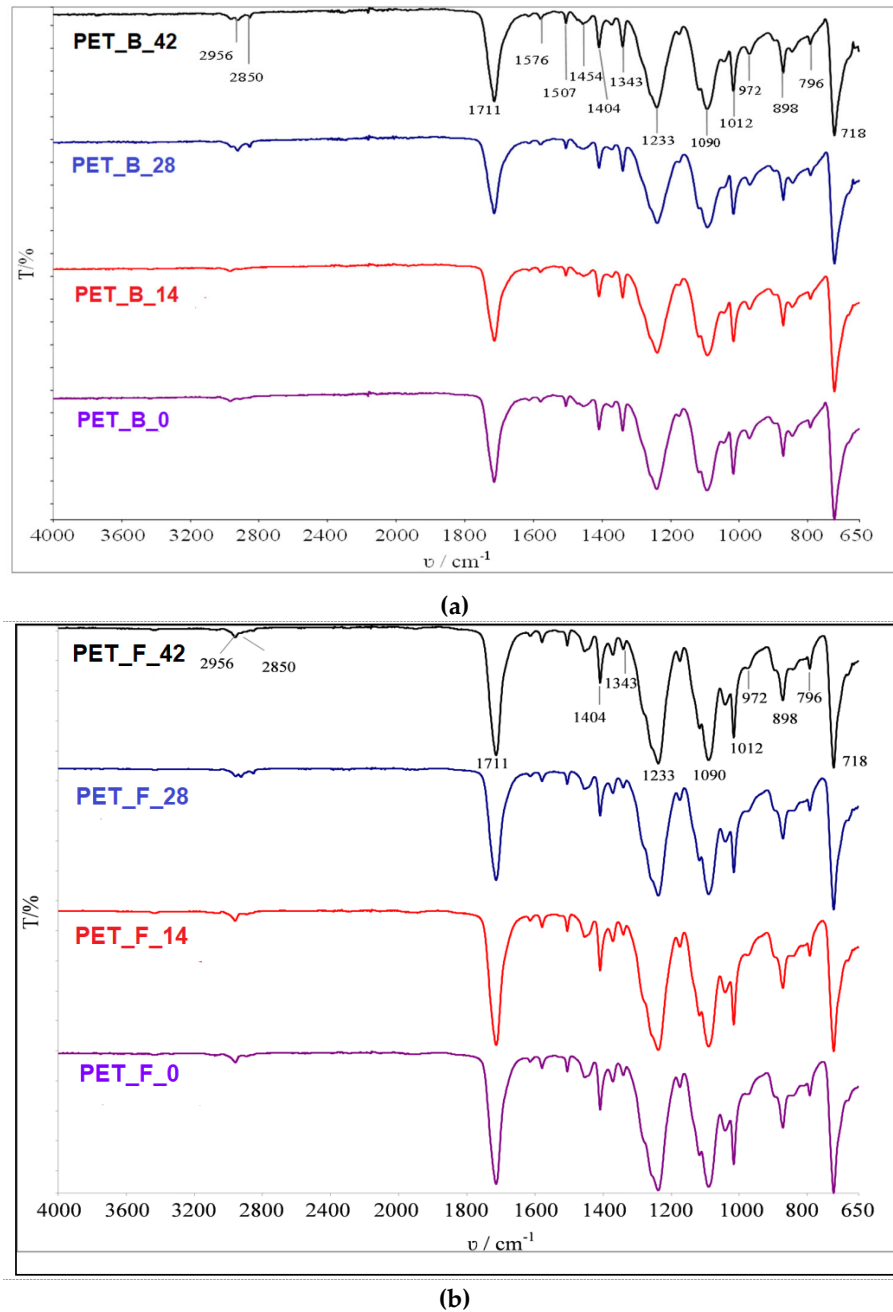 PET_B_42
2956
2850
1711
1576
1507
1454
1404
1343
1233
1090
1012
972
898
796
718
PET_B_28
PET_B_14
PET_B_0
T/%
4000 3600 3200 2800 2400 2000 1600 1400 1200 1000 800 650
υ / cm⁻¹
(a)
PET_F_42
2956
2850
1711
1404
1343
1233
1090
1012
972
898
796
718
PET_F_28
PET_F_14
PET_F_0
T/%
4000 3600 3200 2800 2400 2000 1600 1400 1200 1000 800 650
υ / cm⁻¹
(b)